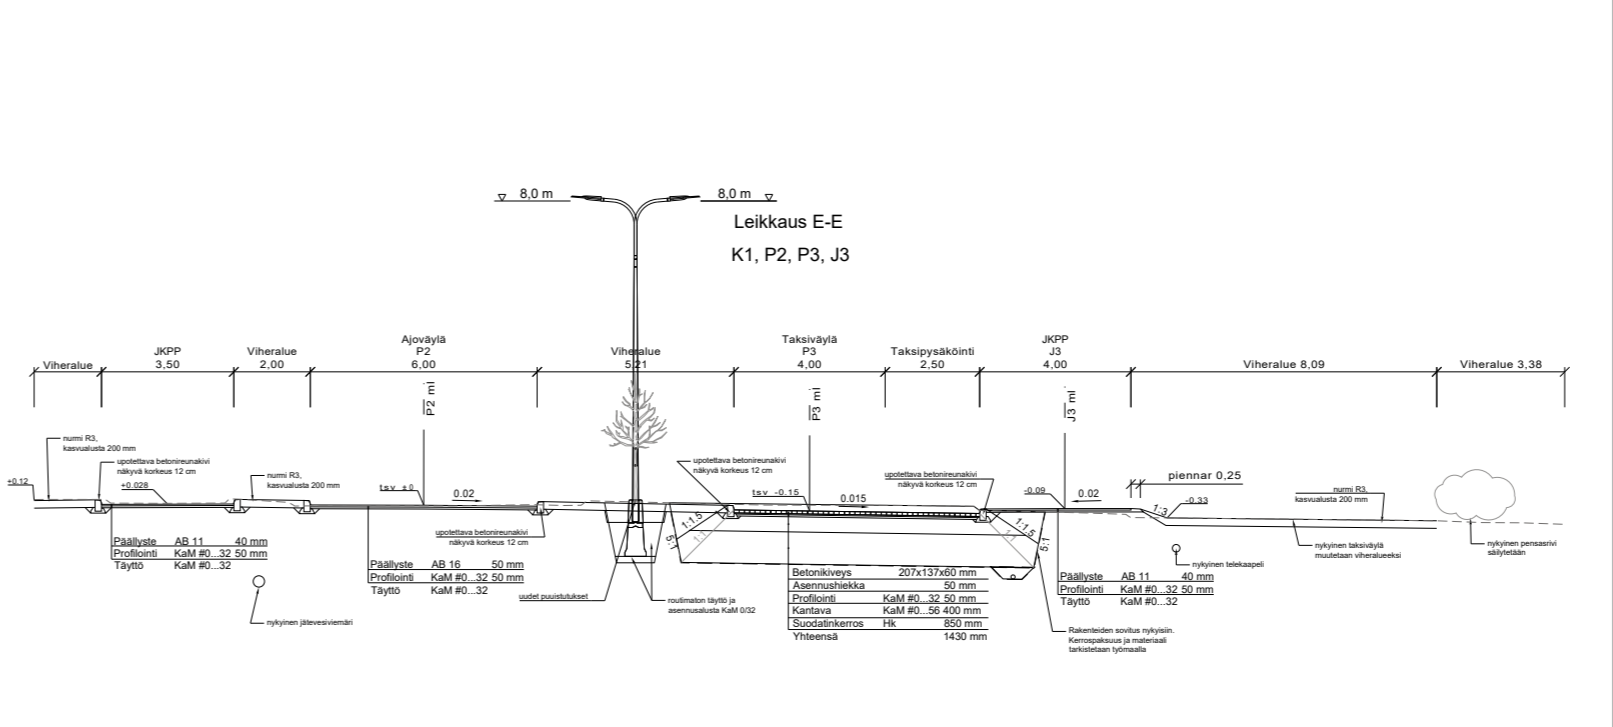 8,0 m 8,0 m
Leikkaus E-E
K1, P2, P3, J3
Viheralue
JKPP
3,50
Viheralue
2,00
Ajoväylä
P2
6,00
Viheralue
5,21
Taksiväylä
P3
4,00
Taksipysäköinti
2,50
JKPP
J3
4,00
Viheralue 8,09
Viheralue 3,38
P2 ml
P3 ml
J3 ml
nurmi R3,
kasvualusta 200 mm
upotettava betonireunakivi
näkyvä korkeus 12 cm
+0.12
+0.028
nurmi R3,
kasvualusta 200 mm
tsv ±0
0.02
upotettava betonireunakivi
näkyvä korkeus 12 cm
upotettava betonireunakivi
näkyvä korkeus 12 cm
tsv -0.15
0.015
upotettava betonireunakivi
näkyvä korkeus 12 cm
-0.09
0.02
piennar 0,25
-0.33
1:3
nurmi R3,
kasvualusta 200 mm
1:1,5
1:1
5:1
1:1,5
1:1
5:1
Päällyste AB 11 40 mm
Profilointi KaM #0...32 50 mm
Täyttö KaM #0...32
nykyinen jätevesiviemäri
Päällyste AB 16 50 mm
Profilointi KaM #0...32 50 mm
Täyttö KaM #0...32
uudet puuistutukset
routimaton täyttö ja
asennusalusta KaM 0/32
Betonikiveys 207x137x60 mm
Asennushiekka 50 mm
Profilointi KaM #0...32 50 mm
Kantava KaM #0...56 400 mm
Suodatinkerros Hk 850 mm
Yhteensä 1430 mm
Päällyste AB 11 40 mm
Profilointi KaM #0...32 50 mm
Täyttö KaM #0...32
Rakenteiden sovitus nykyisiin.
Kerrospaksuus ja materiaali
tarkistetaan työmaalla
nykyinen telekaapeli
nykyinen taksiväylä
muutetaan viheralueeksi
nykyinen pensasrivi
säilytetään